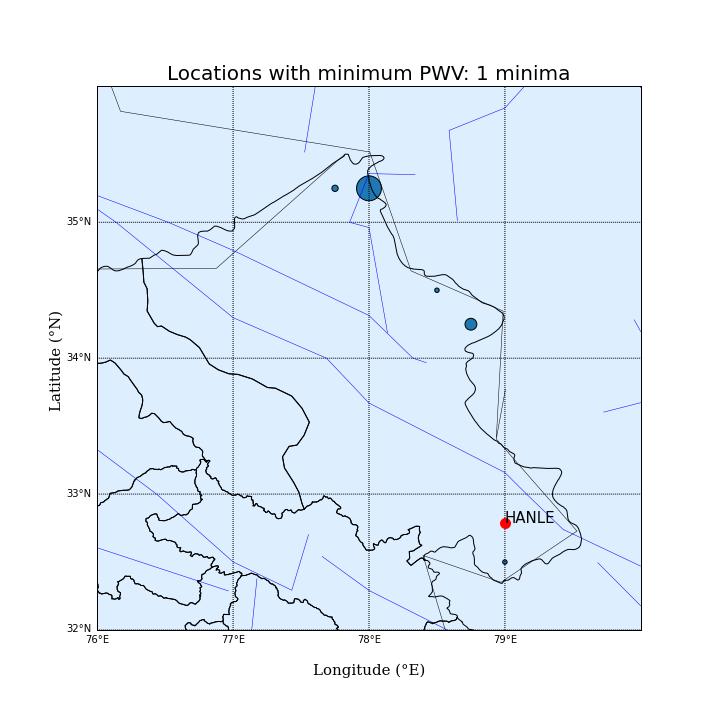 Locations with minimum PWV: 1 minima
35°N
34°N
33°N
32°N
HANLE
76°E 77°E 78°E 79°E
Longitude (°E)
Latitude (°N)